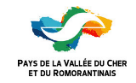 PAYS DE LA VALLÉE DU CHER
ET DU ROMORANTINAIS